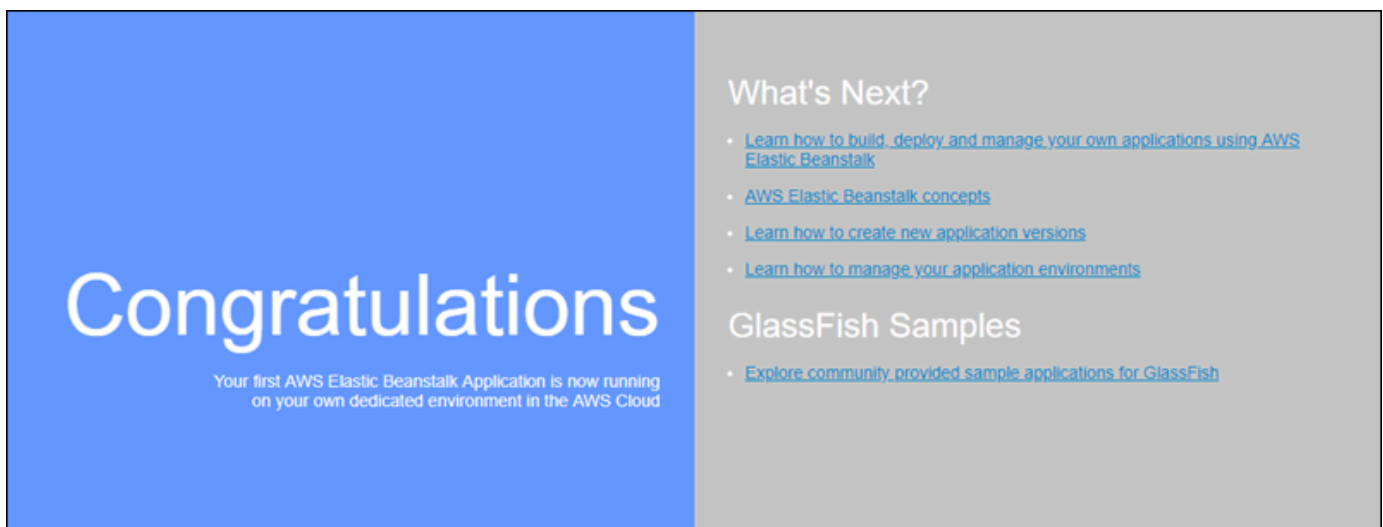 Congratulations
Your first AWS Elastic Beanstalk Application is now running
on your own dedicated environment in the AWS Cloud
What's Next?
Learn how to build, deploy and manage your own applications using AWS
Elastic Beanstalk
AWS Elastic Beanstalk concepts
Learn how to create new application versions
Learn how to manage your application environments
GlassFish Samples
Explore community provided sample applications for GlassFish